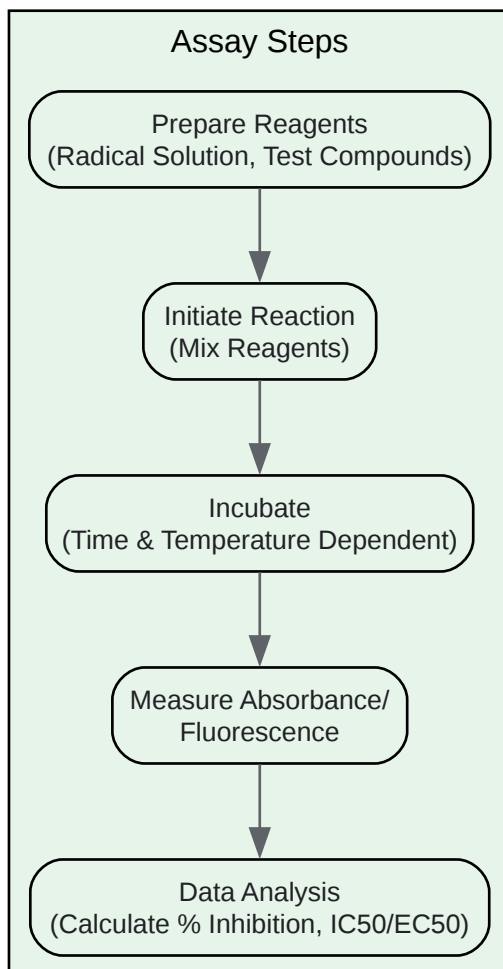 Assay Steps
Prepare Reagents
(Radical Solution, Test Compounds)
Initiate Reaction
(Mix Reagents)
Incubate
(Time & Temperature Dependent)
Measure Absorbance/
Fluorescence
Data Analysis
(Calculate % Inhibition, IC50/EC50)